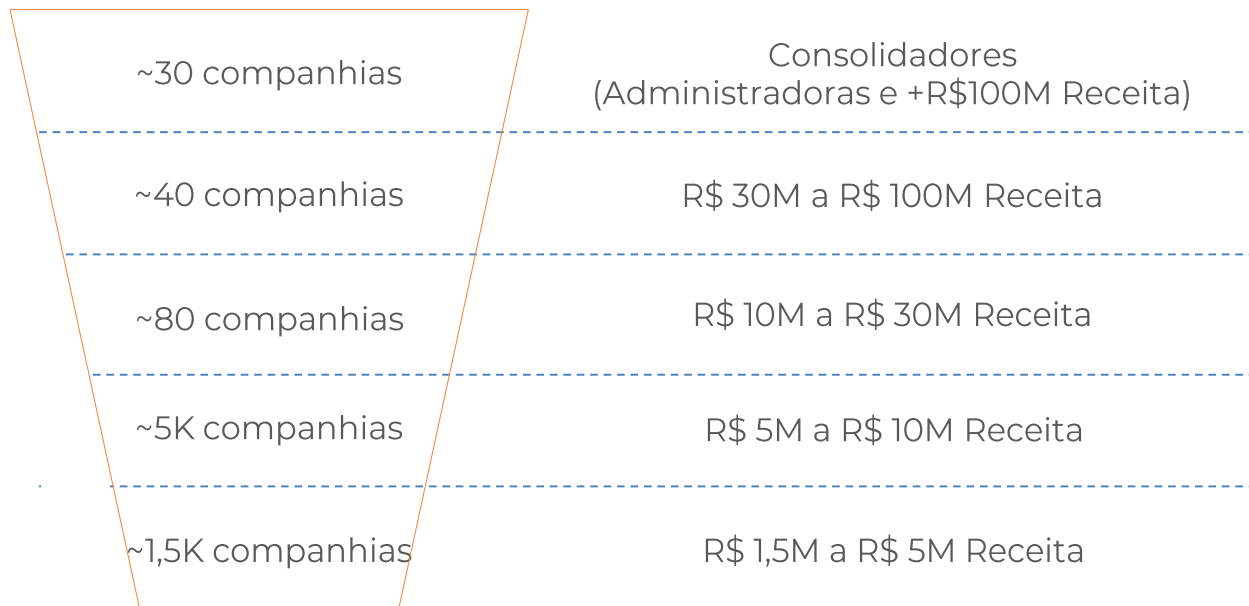 ~30 companhias
Consolidadores
(Administradoras e +R$100M Receita)
~40 companhias
R$ 30M a R$ 100M Receita
~80 companhias
R$ 10M a R$ 30M Receita
~5K companhias
R$ 5M a R$ 10M Receita
~1,5K companhias
R$ 1,5M a R$ 5M Receita